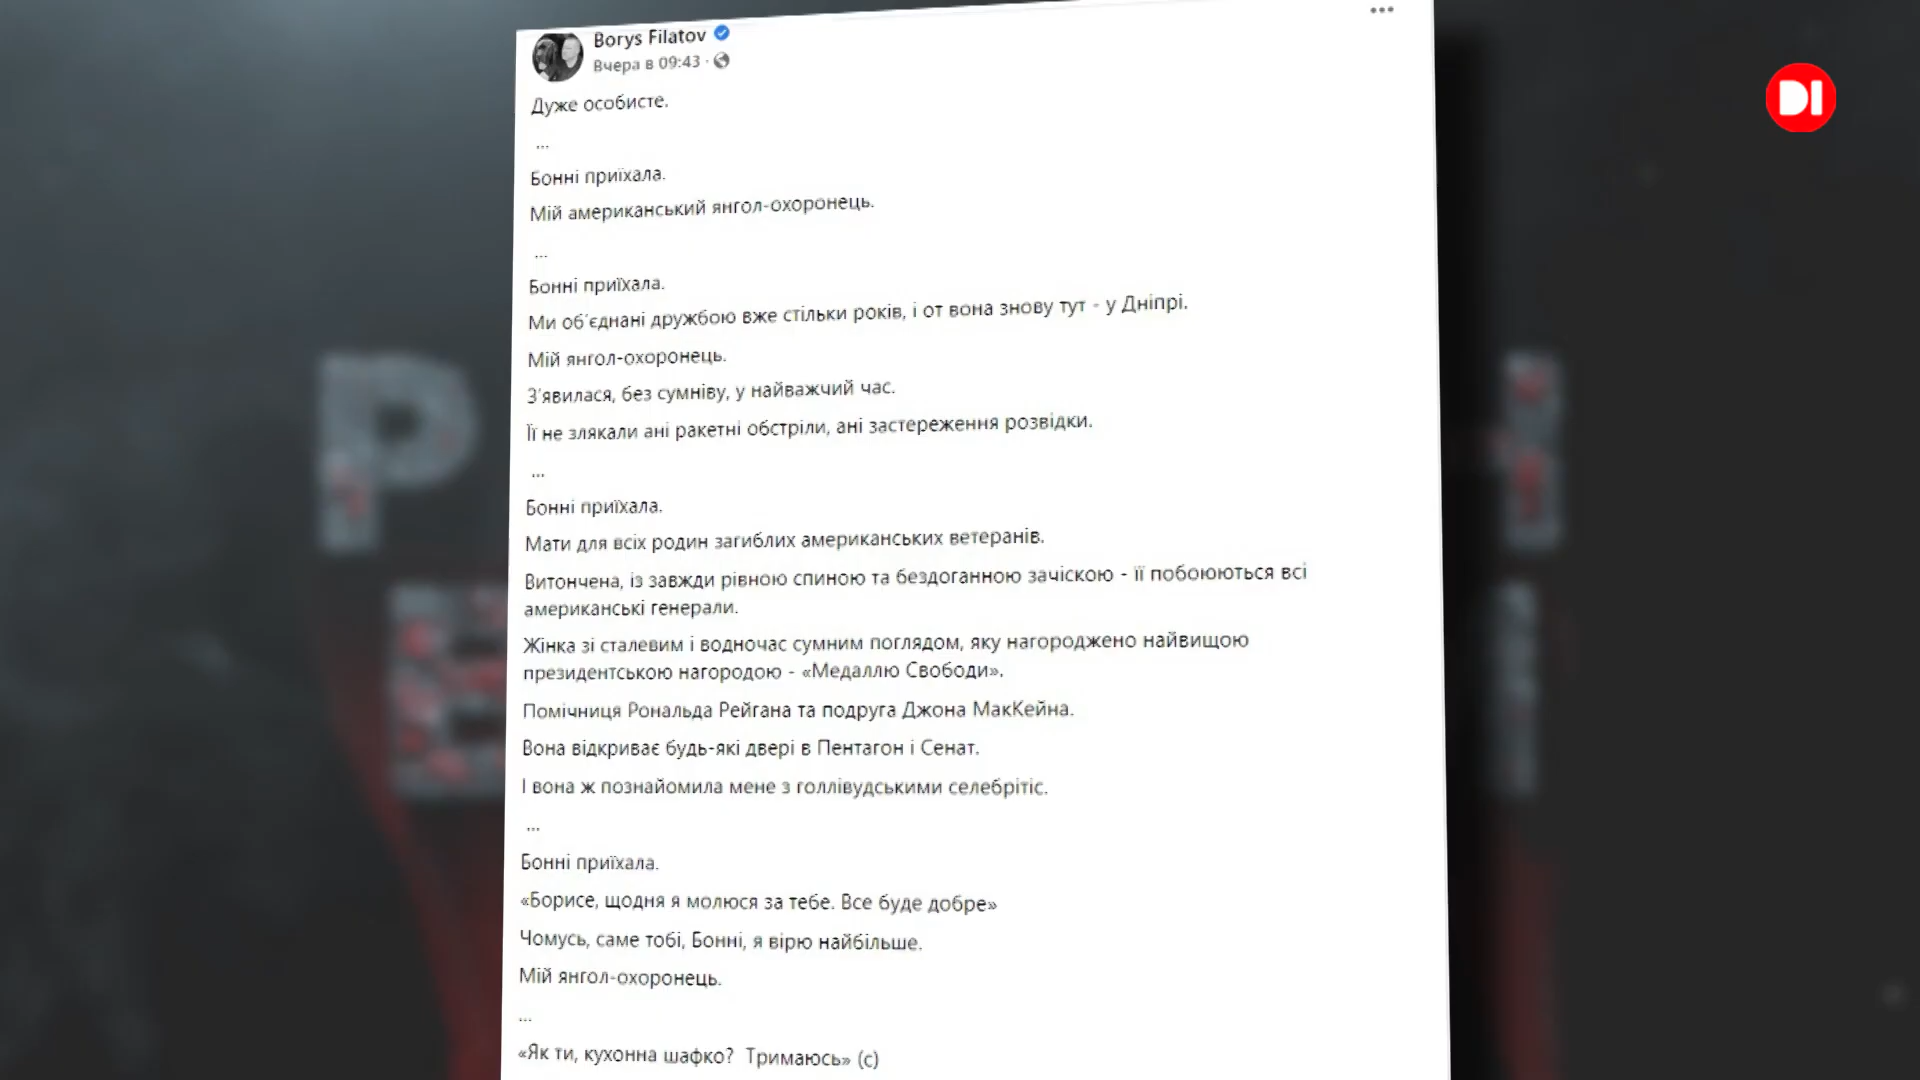 Borys Filatov
Вчера в 09:43 ·
Дуже особисте.
...
Бонні приїхала.
Мій американський янгол-охоронець.
...
Бонні приїхала.
Ми об'єднані дружбою вже стільки років, і от вона знову тут - у Дніпрі.
Мій янгол-охоронець.
З'явилася, без сумніву, у найважчий час.
Її не злякали ані ракетні обстріли, ані застереження розвідки.
...
Бонні приїхала.
Мати для всіх родин загиблих американських ветеранів.
Витончена, із завжди рівною спиною та бездоганною зачіскою - її побоюються всі
американські генерали.
Жінка зі сталевим і водночас сумним поглядом, яку нагороджено найвищою
президентською нагородою - «Медаллю Свободи».
Помічниця Рональда Рейгана та подруга Джона МакКейна.
Вона відкриває будь-які двері в Пентагон і Сенат.
І вона ж познайомила мене з голлівудськими селебрітіс.
...
Бонні приїхала.
«Борисе, щодня я молюся за тебе. Все буде добре»
Чомусь, саме тобі, Бонні, я вірю найбільше.
Мій янгол-охоронець.
...
«Як ти, кухонна шафко? Тримаюсь» (с)
DI